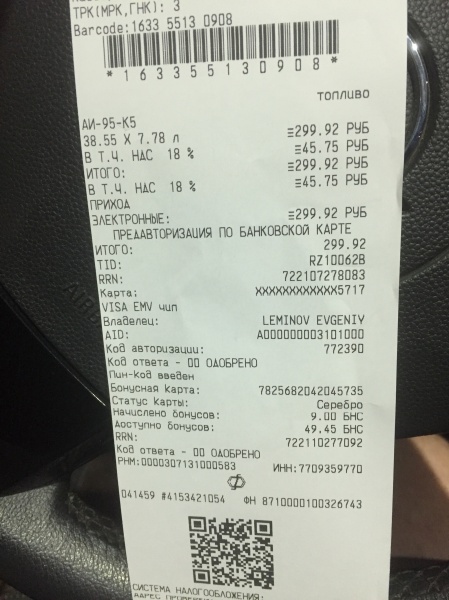 ТРК(МРК,ГНК): 3
Barcode:1633 5513 0908
*163355130908*
ТОПЛИВО
АИ-95-К5
38.55 X 7.78 л ≡299.92 РУБ
В Т.Ч. НДС 18 % ≡45.75 РУБ
ИТОГО: ≡299.92 РУБ
В Т.Ч. НДС 18 % ≡45.75 РУБ
ПРИХОД
ЭЛЕКТРОННЫЕ: ≡299.92 РУБ
ПРЕДАВТОРИЗАЦИЯ ПО БАНКОВСКОЙ КАРТЕ
ИТОГО: 299.92
TID: RZ10062B
RRN: 722107278083
Карта: XXXXXXXXXXXX5717
VISA EMV чип
Владелец: LEMINOV EVGENIY
AID: A000000003101000
Код авторизации: 772390
Код ответа - 00 ОДОБРЕНО
Пин-код введен
Бонусная карта: 7825682042045735
Статус карты: Серебро
Начислено бонусов: 9.00 БНС
Доступно бонусов: 49.45 БНС
RRN: 722110277092
Код ответа - 00 ОДОБРЕНО
РНМ:0000307131000583 ИНН:7709359770
041459 #4153421054 ФН 8710000100326743
СИСТЕМА НАЛОГООБЛОЖЕНИЯ: